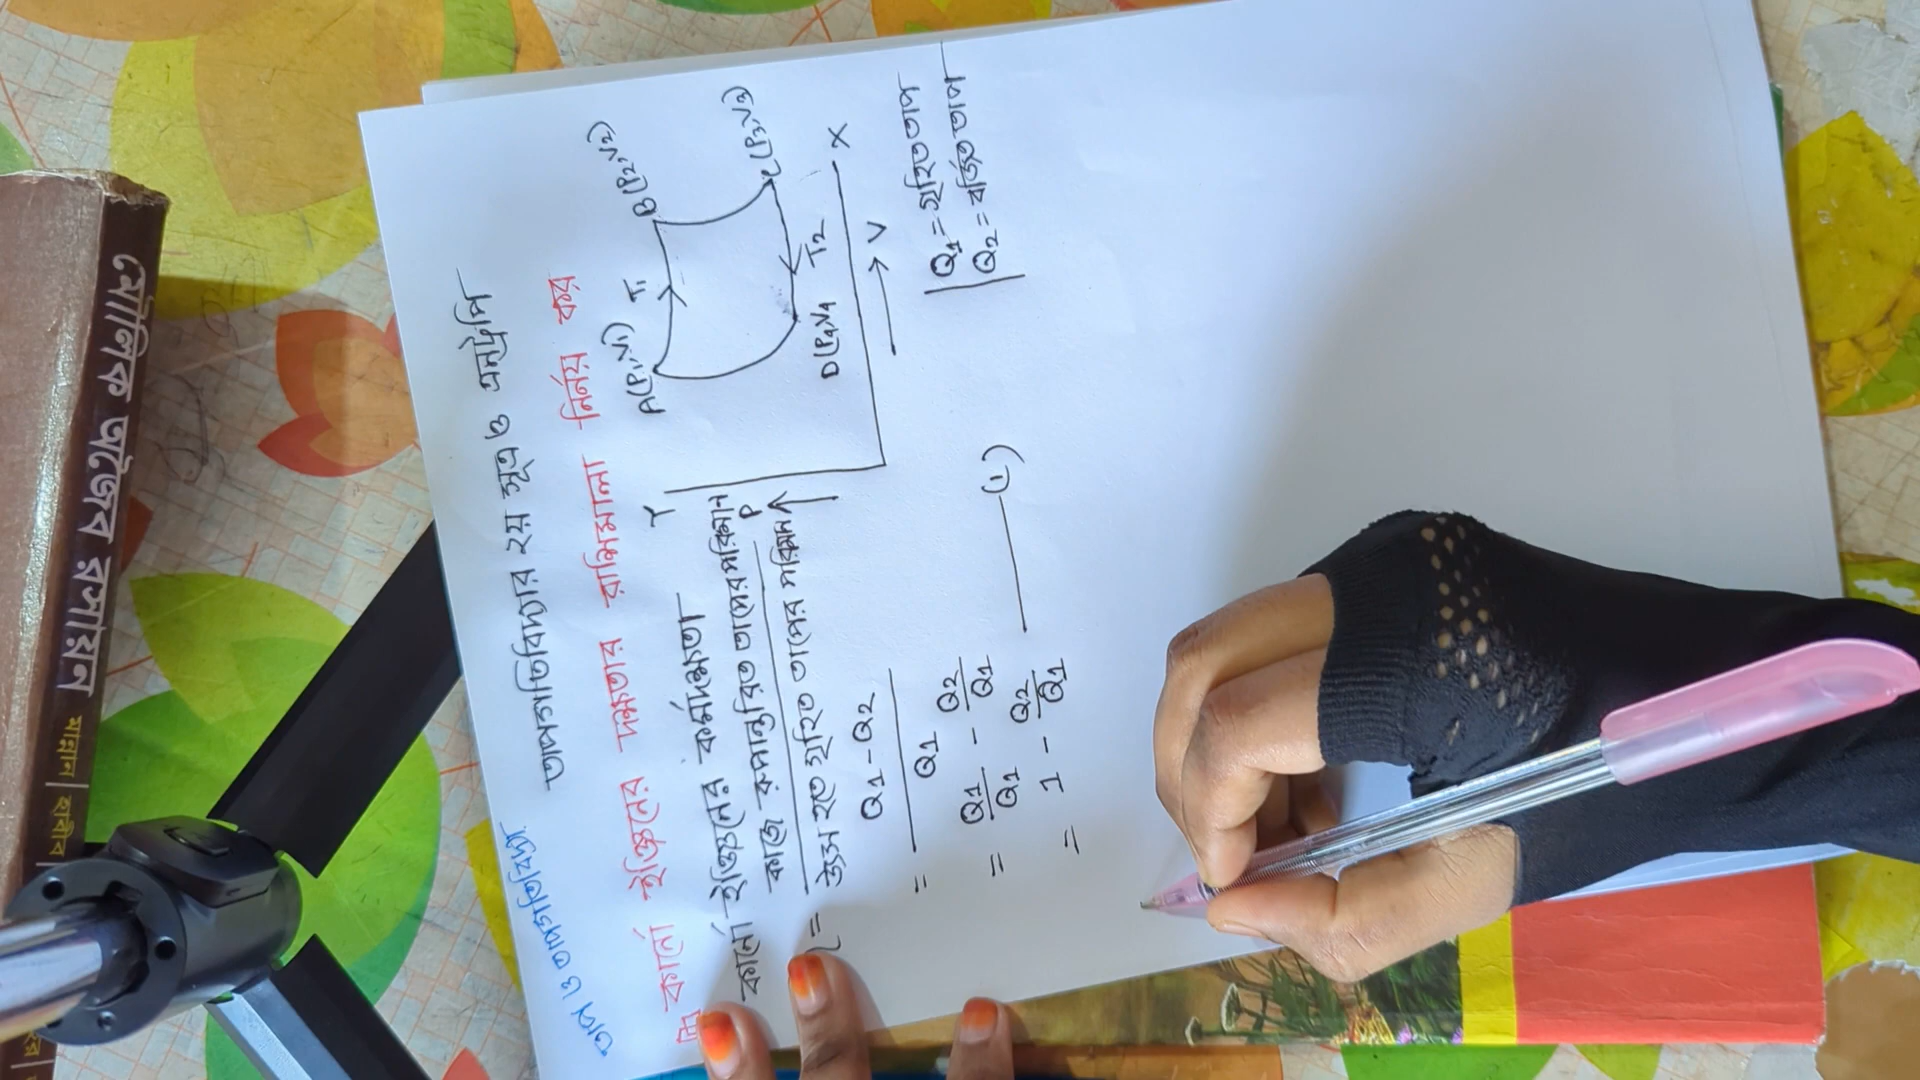 তাপ ও তাপগতিবিদ্যা
তাপগতিবিদ্যার ২য় সূত্র ও এনট্রপি
কার্নো ইঞ্জিনের দক্ষতার রাশিমালা নির্ণয় কর
কার্নো ইঞ্জিনের কর্মদক্ষতা
কাজে রূপান্তরিত তাপের পরিমাণ
উৎস হতে গৃহিত তাপের পরিমাণ
= Q1 - Q2
Q1
= Q1/Q1 - Q2/Q1
= 1 - Q2/Q1 (1)
Y
P
A(P1,V1) T1 B(P2,V2)
C(P3,V3)
D(P4,V4 T2
X
V
Q1 = গৃহিত তাপ
Q2 = বর্জিত তাপ
মৌলিক অজৈব রসায়ন
মান্নান | হাবীব